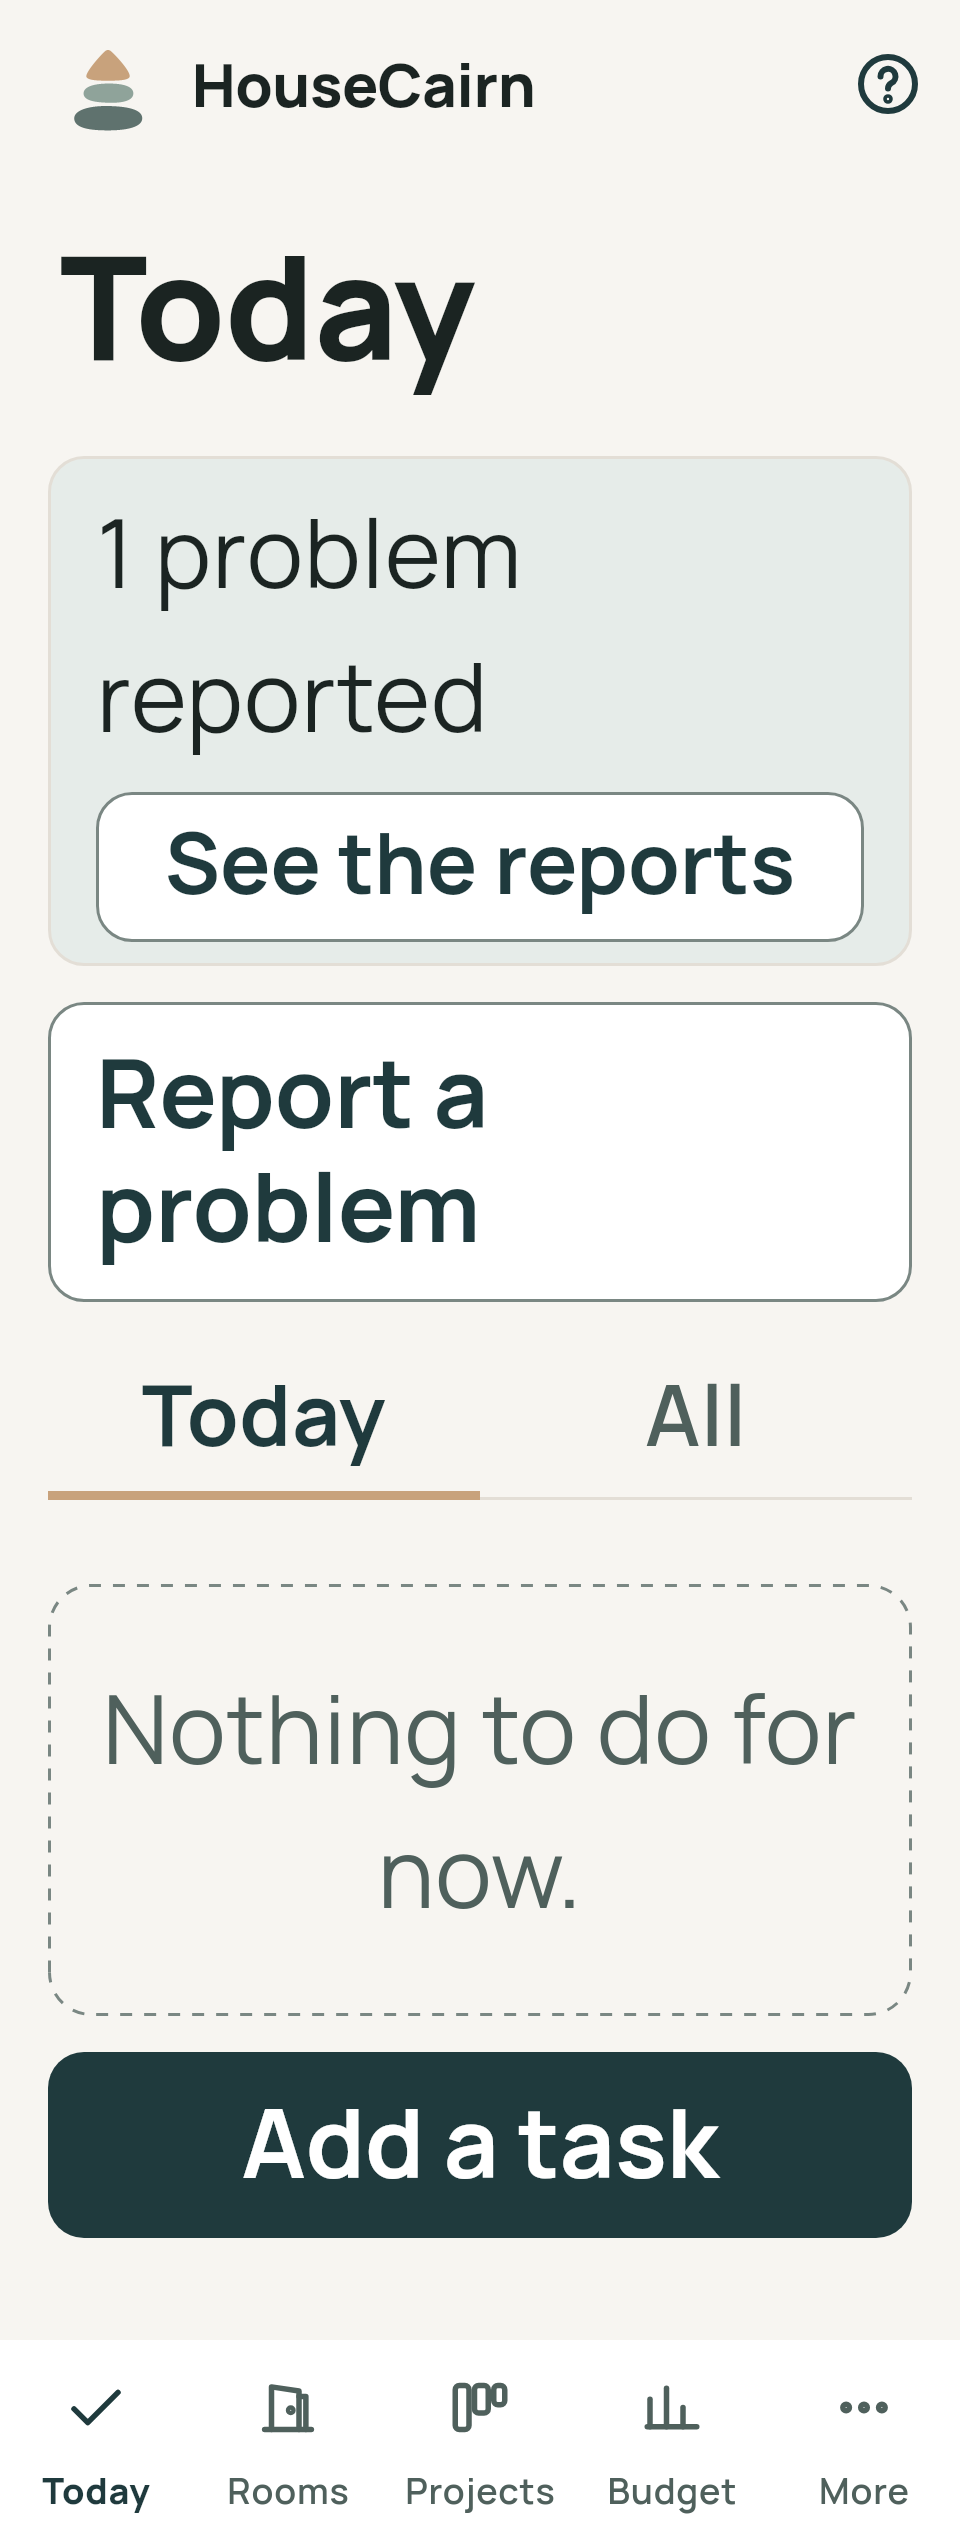 HouseCairn
Today
1 problem
reported
See the reports
Report a
problem
Today
All
Nothing to do for
now.
Add a task
Today
Rooms
Projects
Budget
More